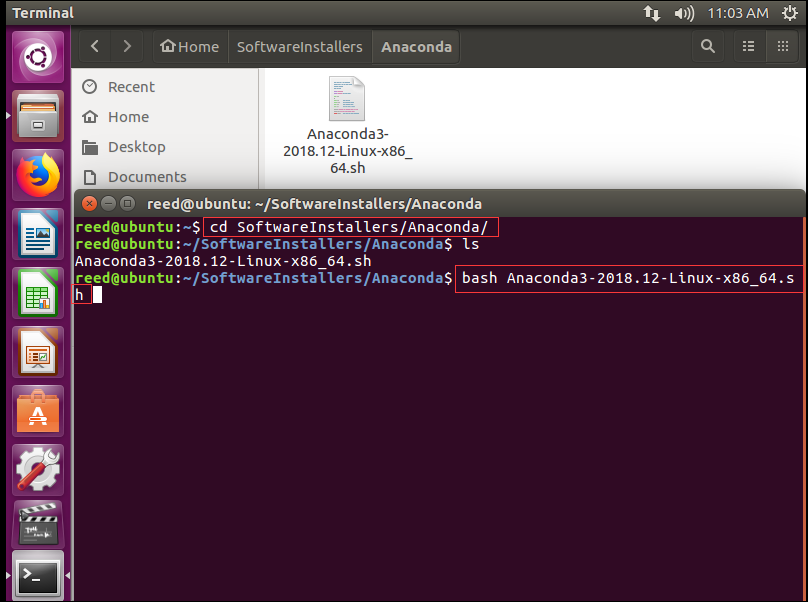 Terminal
11:03 AM
Home
SoftwareInstallers
Anaconda
Recent
Home
Desktop
Documents
Anaconda3-
2018.12-Linux-x86_
64.sh
reed@ubuntu: ~/SoftwareInstallers/Anaconda
reed@ubuntu:~$ cd SoftwareInstallers/Anaconda/
reed@ubuntu:~/SoftwareInstallers/Anaconda$ ls
Anaconda3-2018.12-Linux-x86_64.sh
reed@ubuntu:~/SoftwareInstallers/Anaconda$ bash Anaconda3-2018.12-Linux-x86_64.s
h